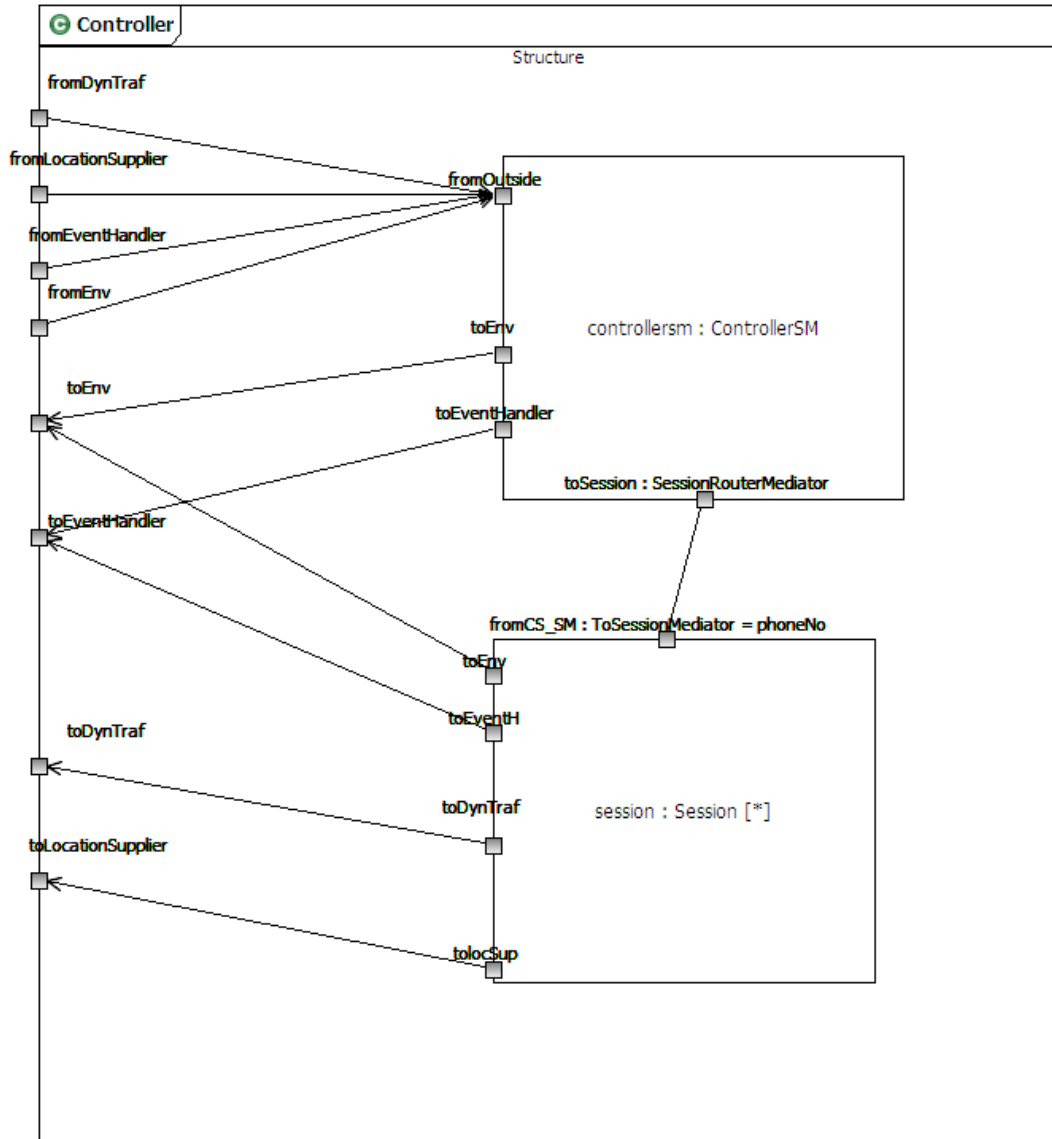 Controller
Structure
fromDynTraf
fromLocationSupplier
fromOutside
fromEventHandler
fromEnv
toEnv
controllersm : ControllerSM
toEnv
toEventHandler
toSession : SessionRouterMediator
toEventHandler
fromCS_SM : ToSessionMediator = phoneNo
toEnv
toEventH
toDynTraf
toDynTraf
session : Session [*]
toLocationSupplier
tolocSup